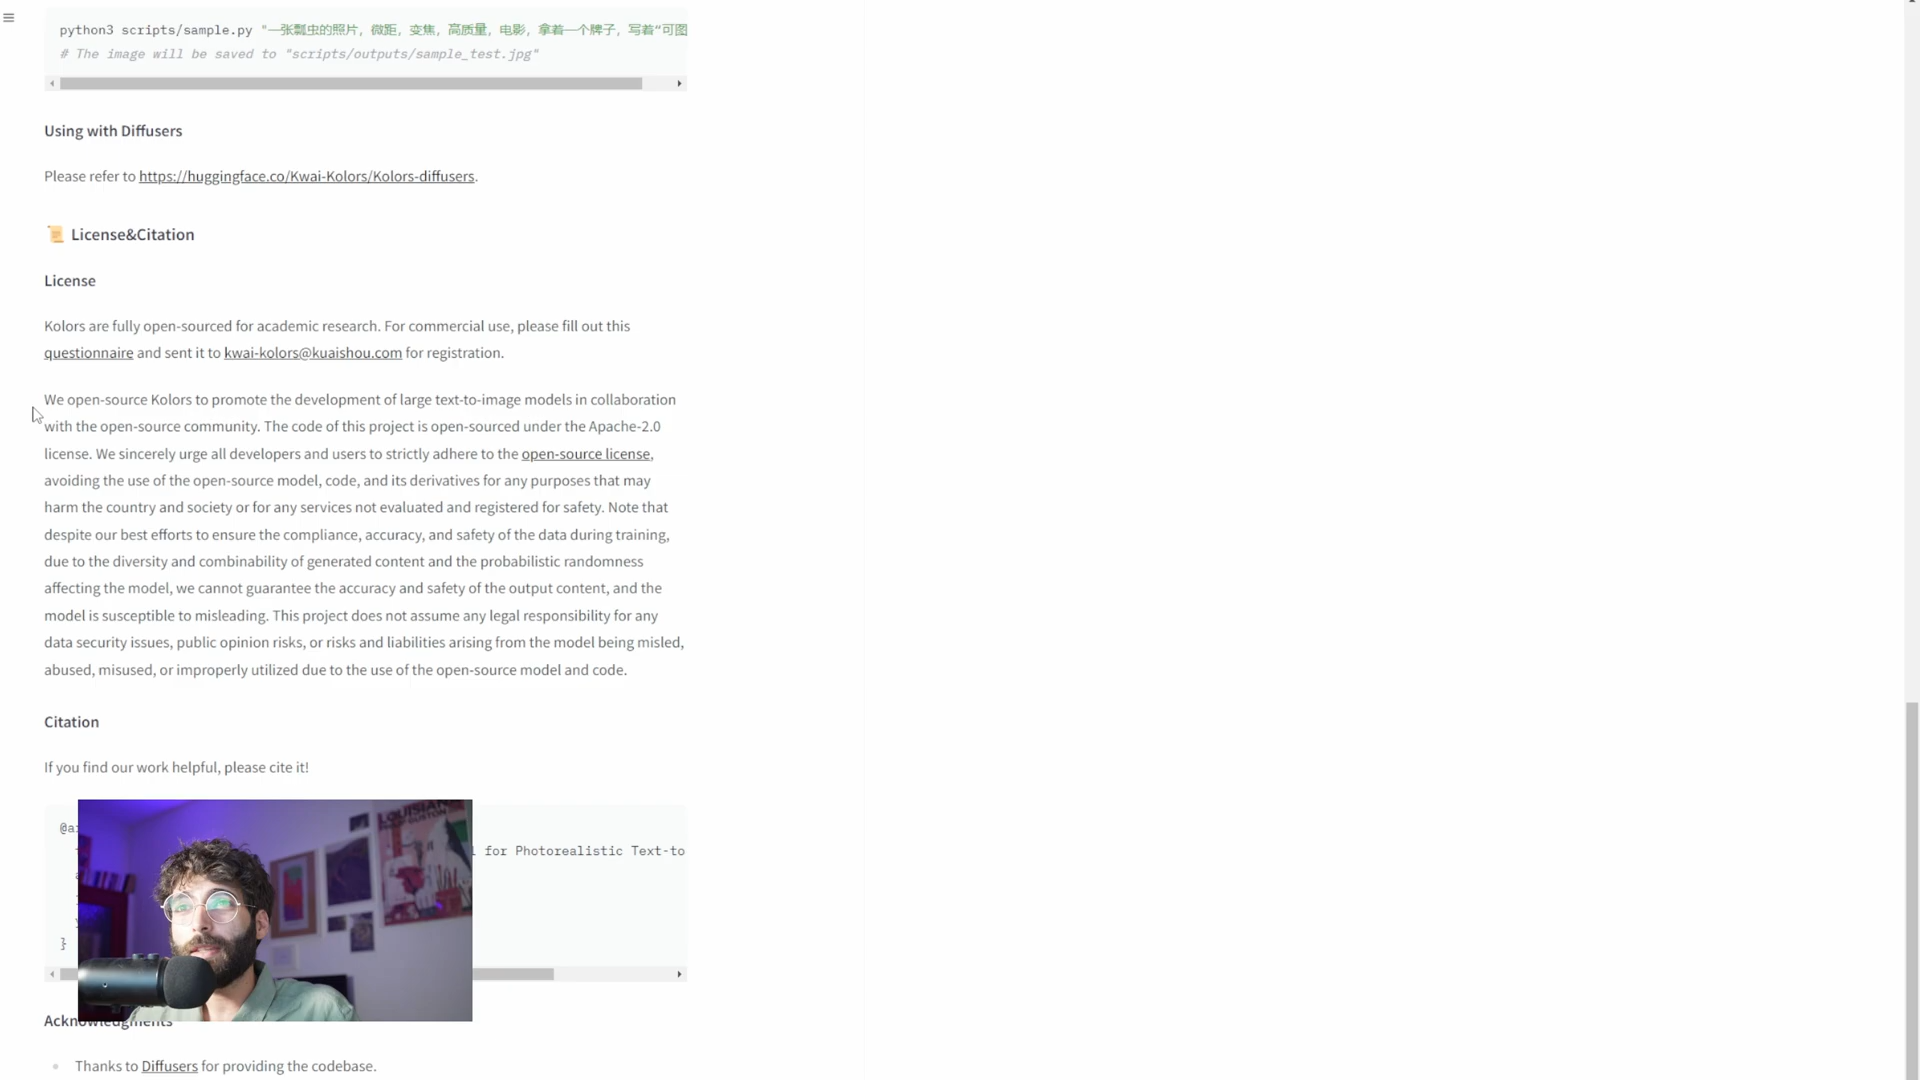 python3 scripts/sample.py "一张瓢虫的照片，微距，变焦，高质量，电影，拿着一个牌子，写着“可图
# The image will be saved to "scripts/outputs/sample_test.jpg"
Using with Diffusers
Please refer to https://huggingface.co/Kwai-Kolors/Kolors-diffusers.
📜 License&Citation
License
Kolors are fully open-sourced for academic research. For commercial use, please fill out this
questionnaire and sent it to kwai-kolors@kuaishou.com for registration.
We open-source Kolors to promote the development of large text-to-image models in collaboration
with the open-source community. The code of this project is open-sourced under the Apache-2.0
license. We sincerely urge all developers and users to strictly adhere to the open-source license,
avoiding the use of the open-source model, code, and its derivatives for any purposes that may
harm the country and society or for any services not evaluated and registered for safety. Note that
despite our best efforts to ensure the compliance, accuracy, and safety of the data during training,
due to the diversity and combinability of generated content and the probabilistic randomness
affecting the model, we cannot guarantee the accuracy and safety of the output content, and the
model is susceptible to misleading. This project does not assume any legal responsibility for any
data security issues, public opinion risks, or risks and liabilities arising from the model being misled,
abused, misused, or improperly utilized due to the use of the open-source model and code.
Citation
If you find our work helpful, please cite it!
for Photorealistic Text-to
}
Acknowledgments
Thanks to Diffusers for providing the codebase.